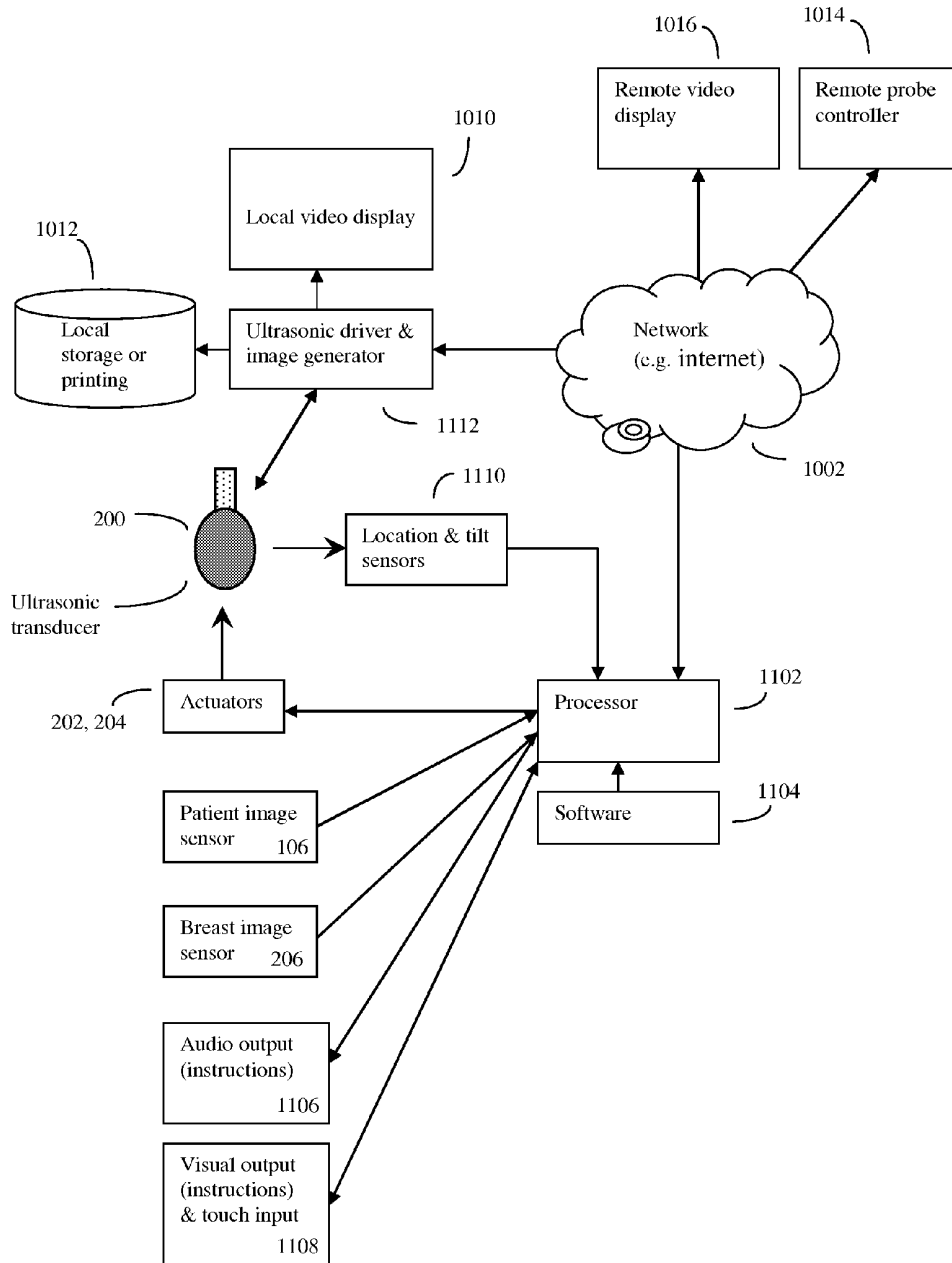 1016
1014
Remote video
display
Remote probe
controller
1010
Local video display
1012
Local
storage or
printing
Ultrasonic driver &
image generator
Network
(e.g. internet)
1112
1002
1110
200
Location & tilt
sensors
Ultrasonic
transducer
Actuators
202, 204
Processor
1102
Software
1104
Patient image
sensor
106
Breast image
sensor
206
Audio output
(instructions)
1106
Visual output
(instructions)
& touch input
1108